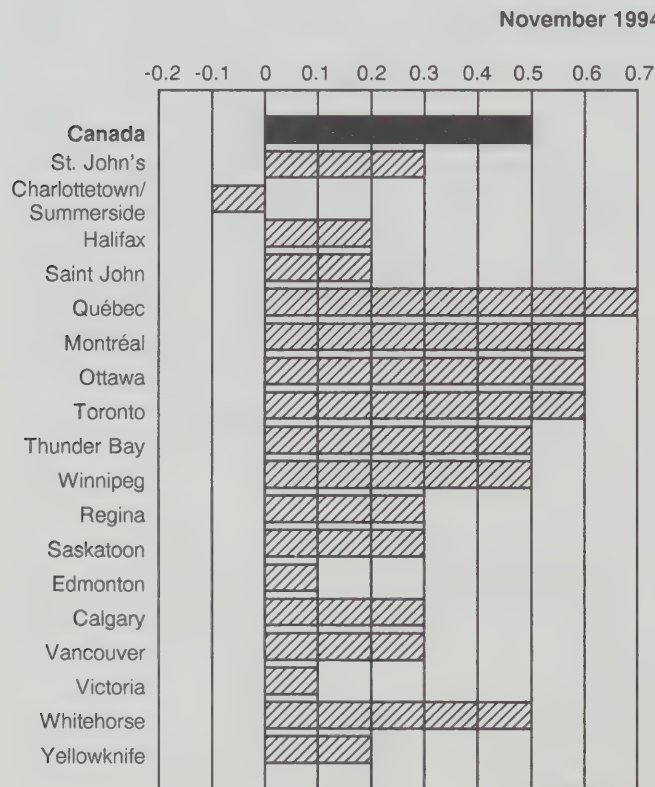 November 1994
-0.2 -0.1 0 0.1 0.2 0.3 0.4 0.5 0.6 0.7
Canada
St. John's
Charlottetown/
Summerside
Halifax
Saint John
Québec
Montréal
Ottawa
Toronto
Thunder Bay
Winnipeg
Regina
Saskatoon
Edmonton
Calgary
Vancouver
Victoria
Whitehorse
Yellowknife